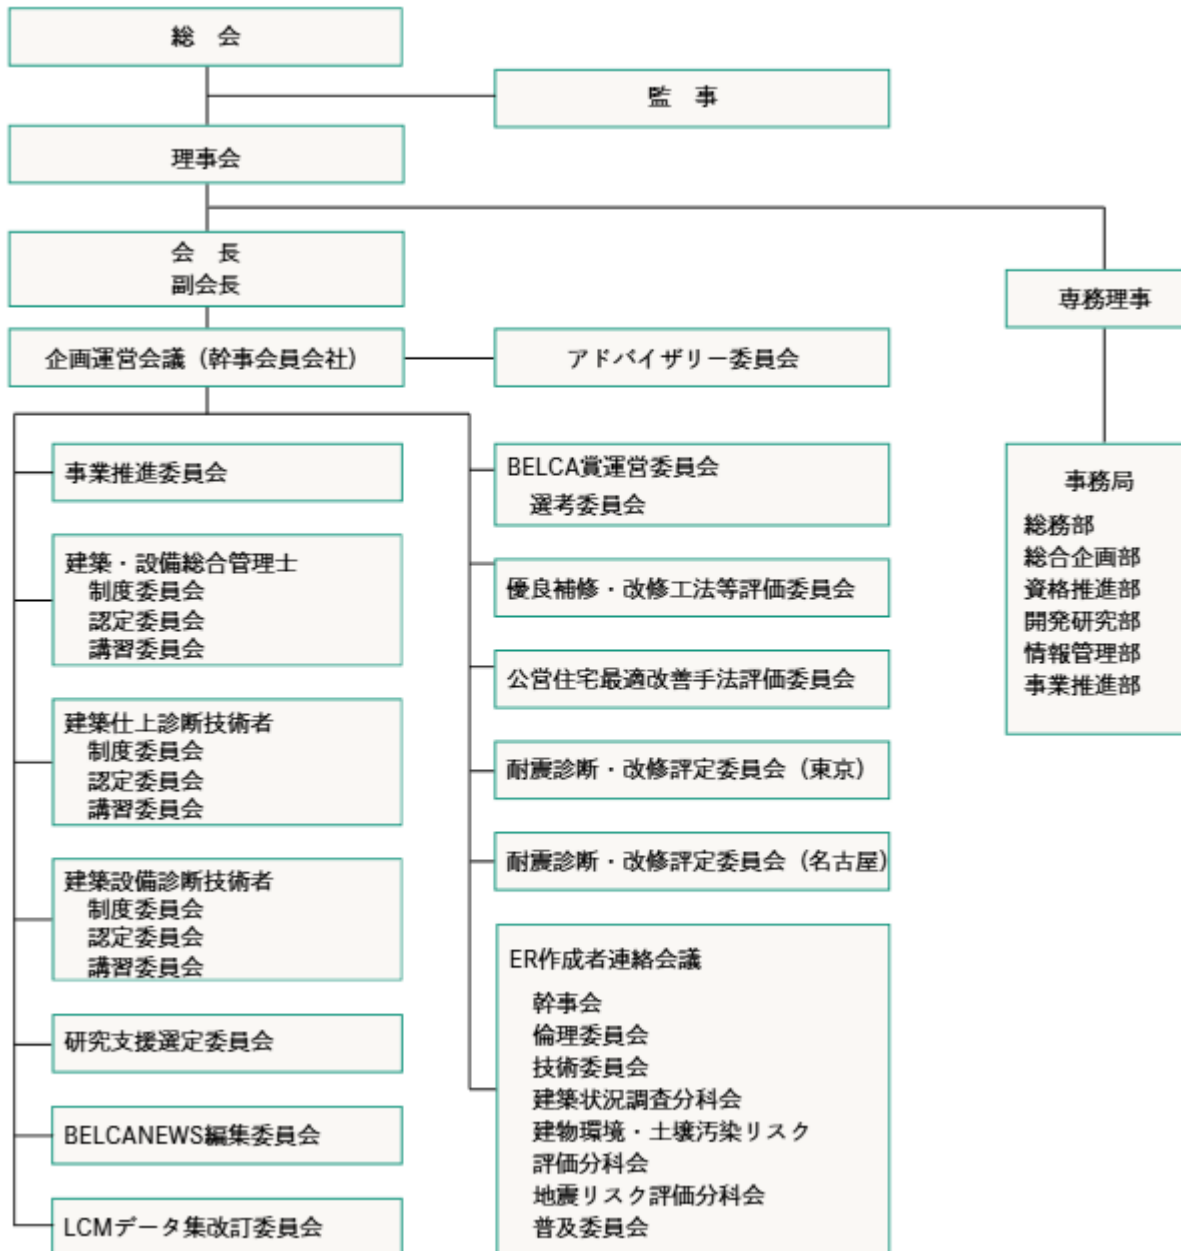 総　会
監　事
理事会
会　長
副会長
専務理事
企画運営会議（幹事会員会社）
アドバイザリー委員会
事業推進委員会
建築・設備総合管理士
制度委員会
認定委員会
講習委員会
建築仕上診断技術者
制度委員会
認定委員会
講習委員会
建築設備診断技術者
制度委員会
認定委員会
講習委員会
研究支援選定委員会
BELCANEWS編集委員会
LCMデータ集改訂委員会
BELCA賞運営委員会
選考委員会
優良補修・改修工法等評価委員会
公営住宅最適改善手法評価委員会
耐震診断・改修評定委員会（東京）
耐震診断・改修評定委員会（名古屋）
ER作成者連絡会議
幹事会
倫理委員会
技術委員会
建築状況調査分科会
建物環境・土壌汚染リスク
評価分科会
地震リスク評価分科会
普及委員会
事務局
総務部
総合企画部
資格推進部
開発研究部
情報管理部
事業推進部